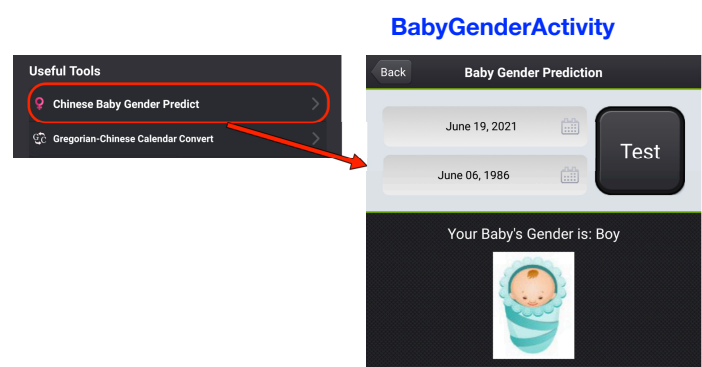 BabyGenderActivity
Useful Tools
Chinese Baby Gender Predict
Gregorian-Chinese Calendar Convert
Back
Baby Gender Prediction
June 19, 2021
June 06, 1986
Test
Your Baby's Gender is: Boy